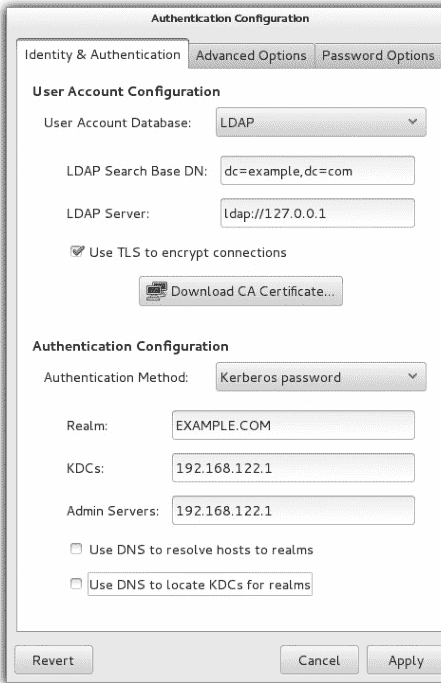 Authentication Configuration
Identity & Authentication Advanced Options Password Options
User Account Configuration
User Account Database: LDAP
LDAP Search Base DN: dc=example,dc=com
LDAP Server: ldap://127.0.0.1
Use TLS to encrypt connections
Download CA Certificate...
Authentication Configuration
Authentication Method: Kerberos password
Realm: EXAMPLE.COM
KDCs: 192.168.122.1
Admin Servers: 192.168.122.1
Use DNS to resolve hosts to realms
Use DNS to locate KDCs for realms
Revert Cancel Apply